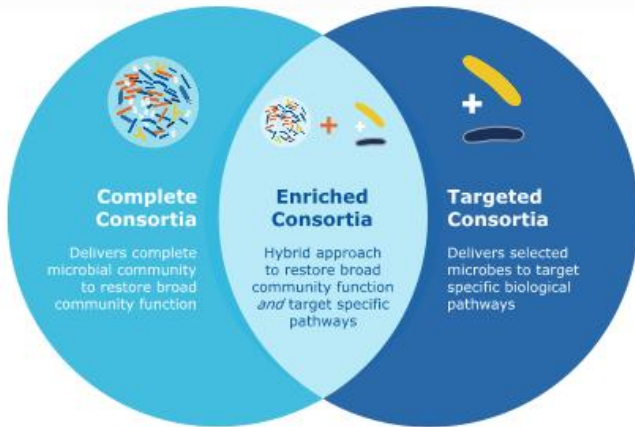 Complete
Consortia
Delivers complete
microbial community
to restore broad
community function
Enriched
Consortia
Hybrid approach
to restore broad
community function
and target specific
pathways
Targeted
Consortia
Delivers selected
microbes to target
specific biological
pathways